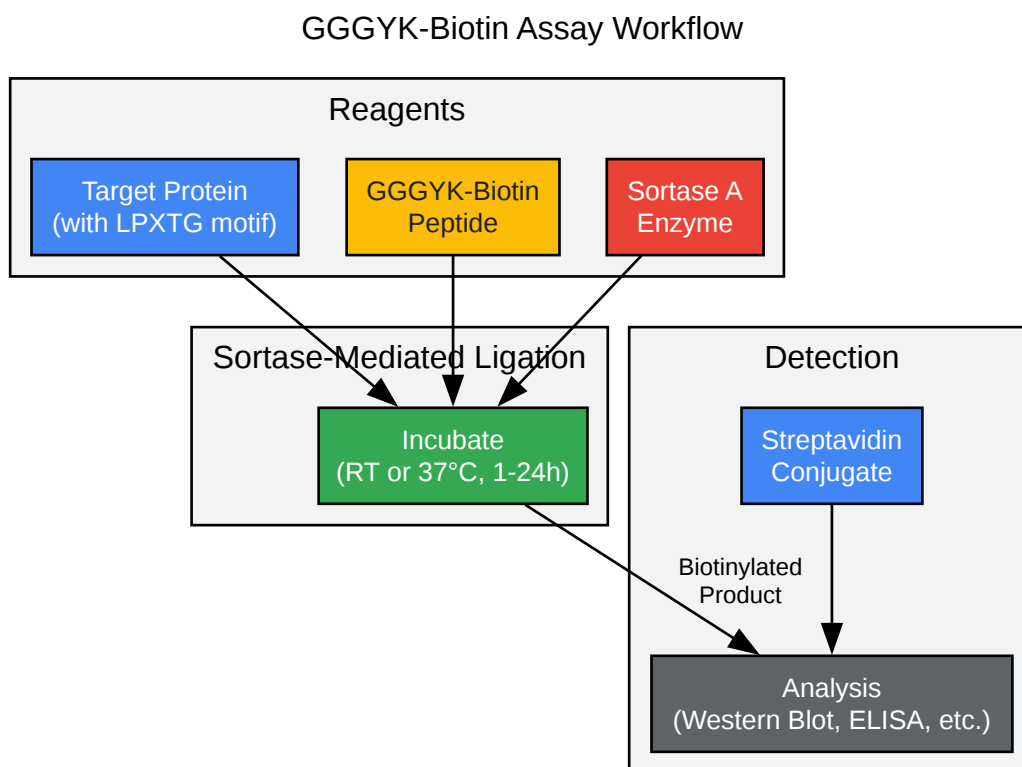 GGGYK-Biotin Assay Workflow
Reagents
Target Protein
(with LPXTG motif)
GGGYK-Biotin
Peptide
Sortase A
Enzyme
Sortase-Mediated Ligation
Incubate
(RT or 37°C, 1-24h)
Detection
Streptavidin
Conjugate
Biotinylated
Product
Analysis
(Western Blot, ELISA, etc.)